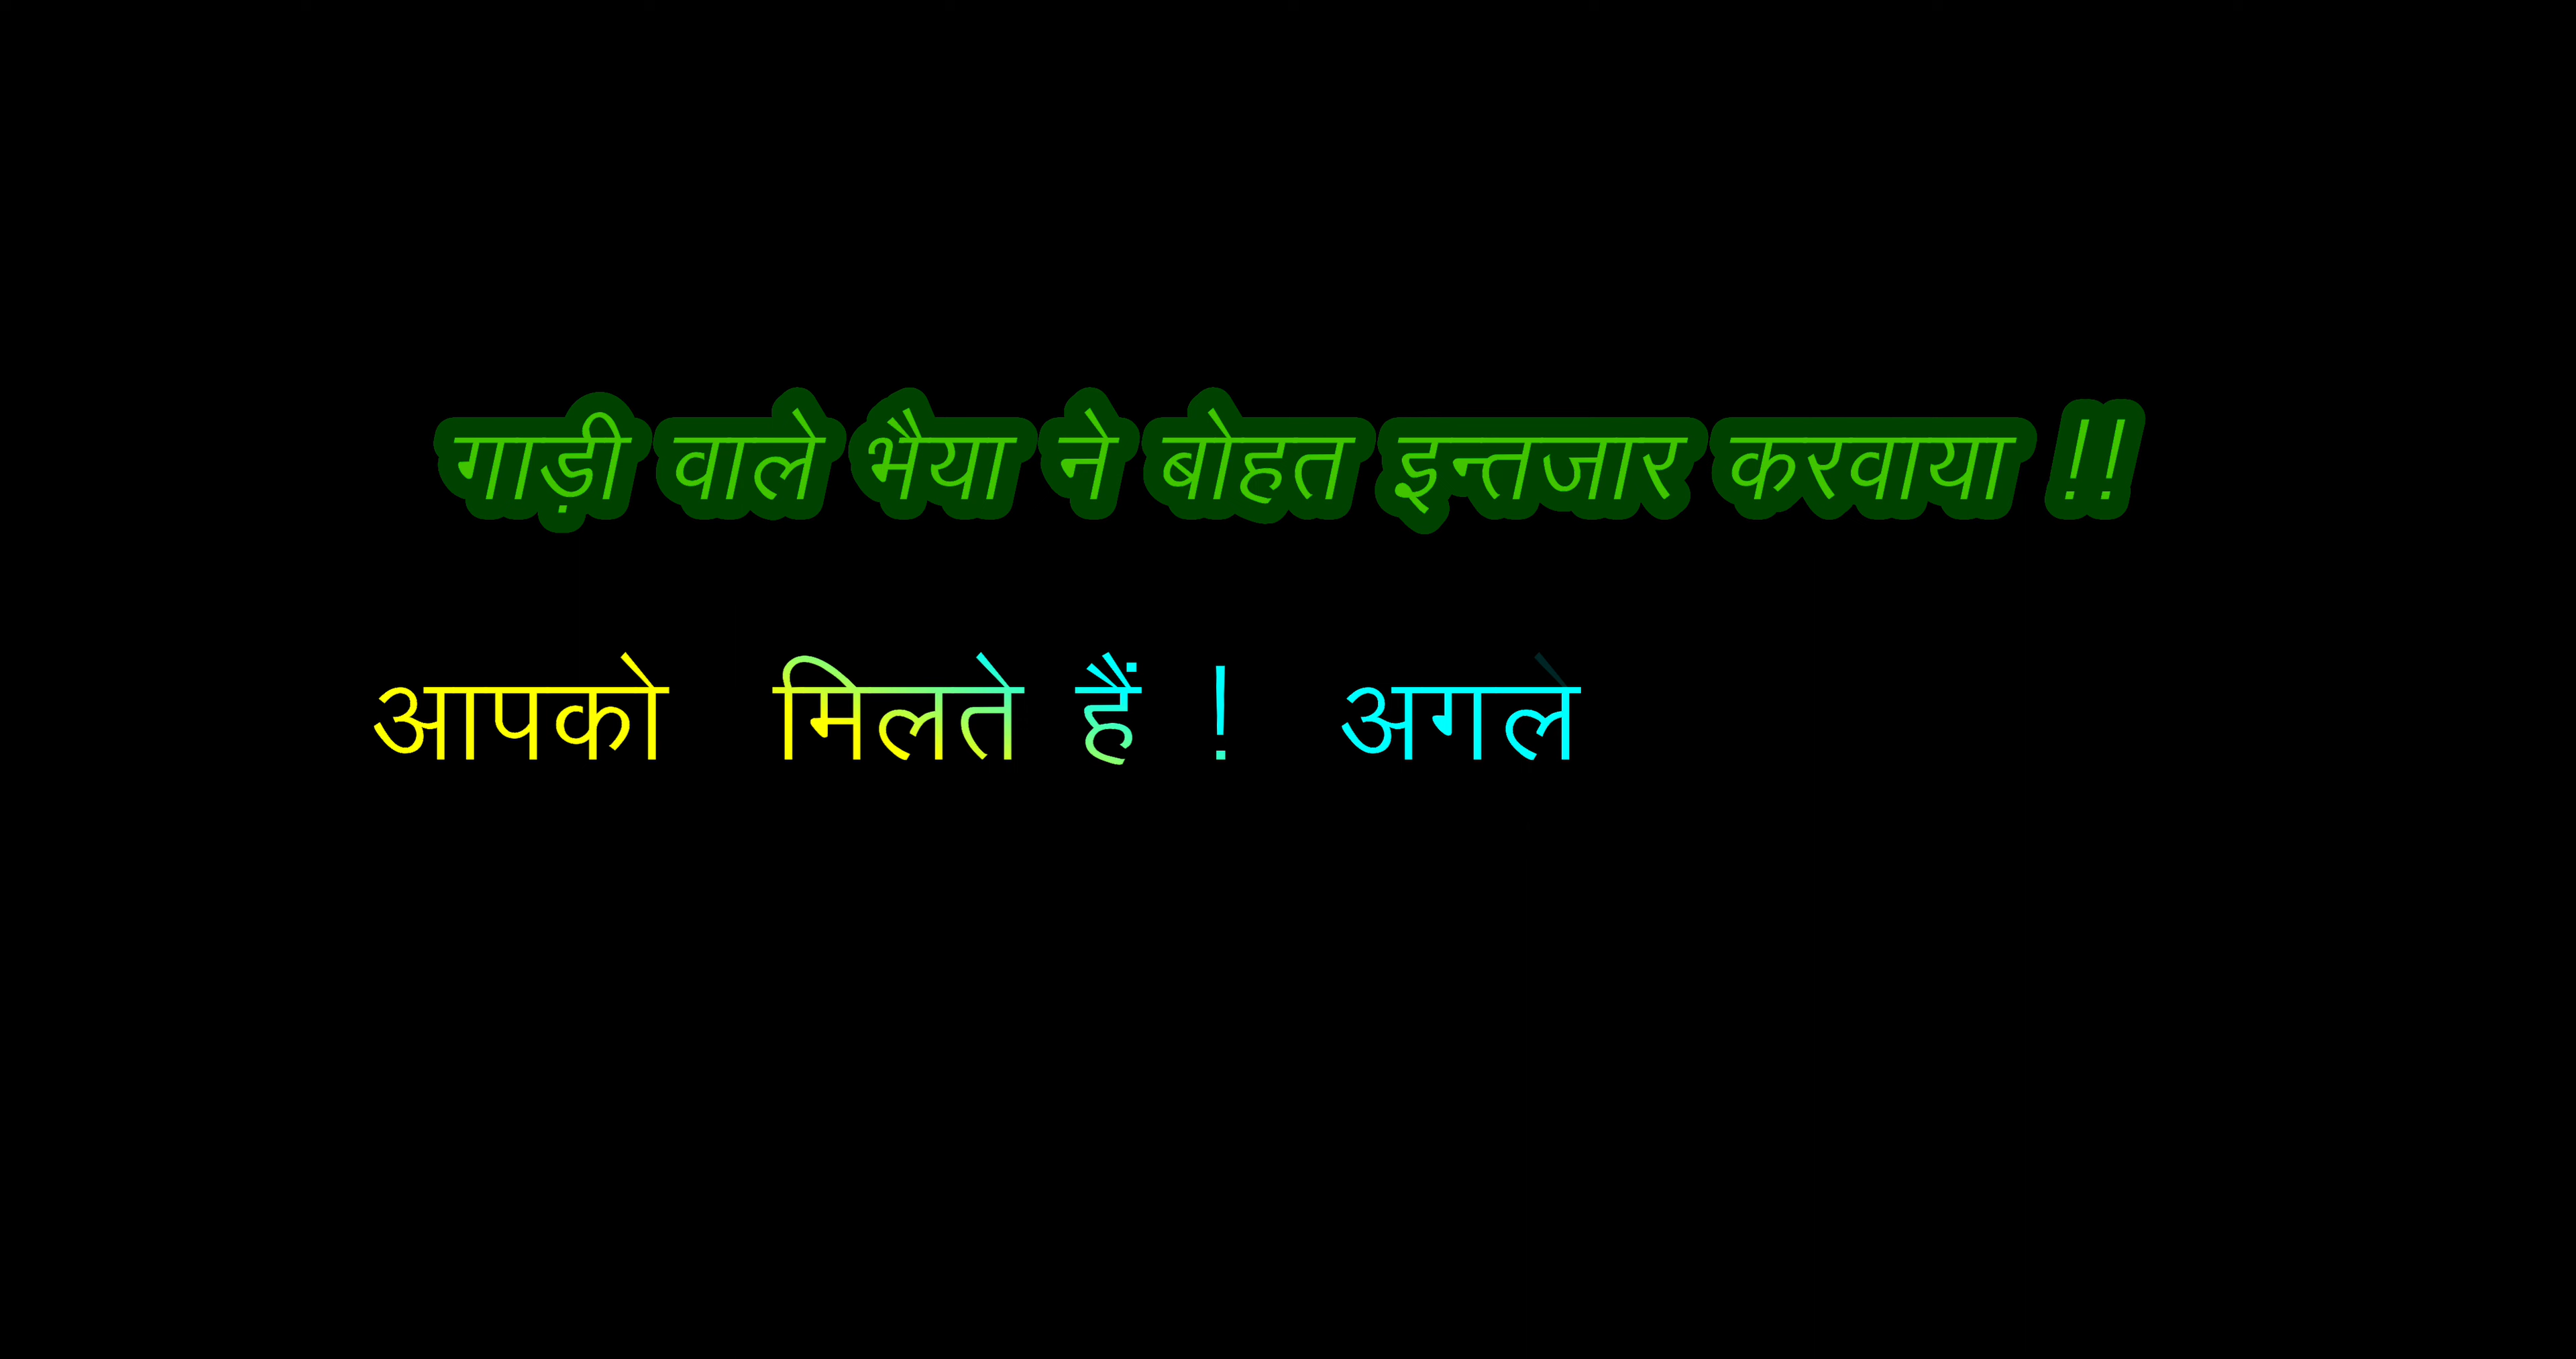 गाड़ी वाले भैया ने बोहत इन्तजार करवाया !!
आपको मिलते हैं ! अगले